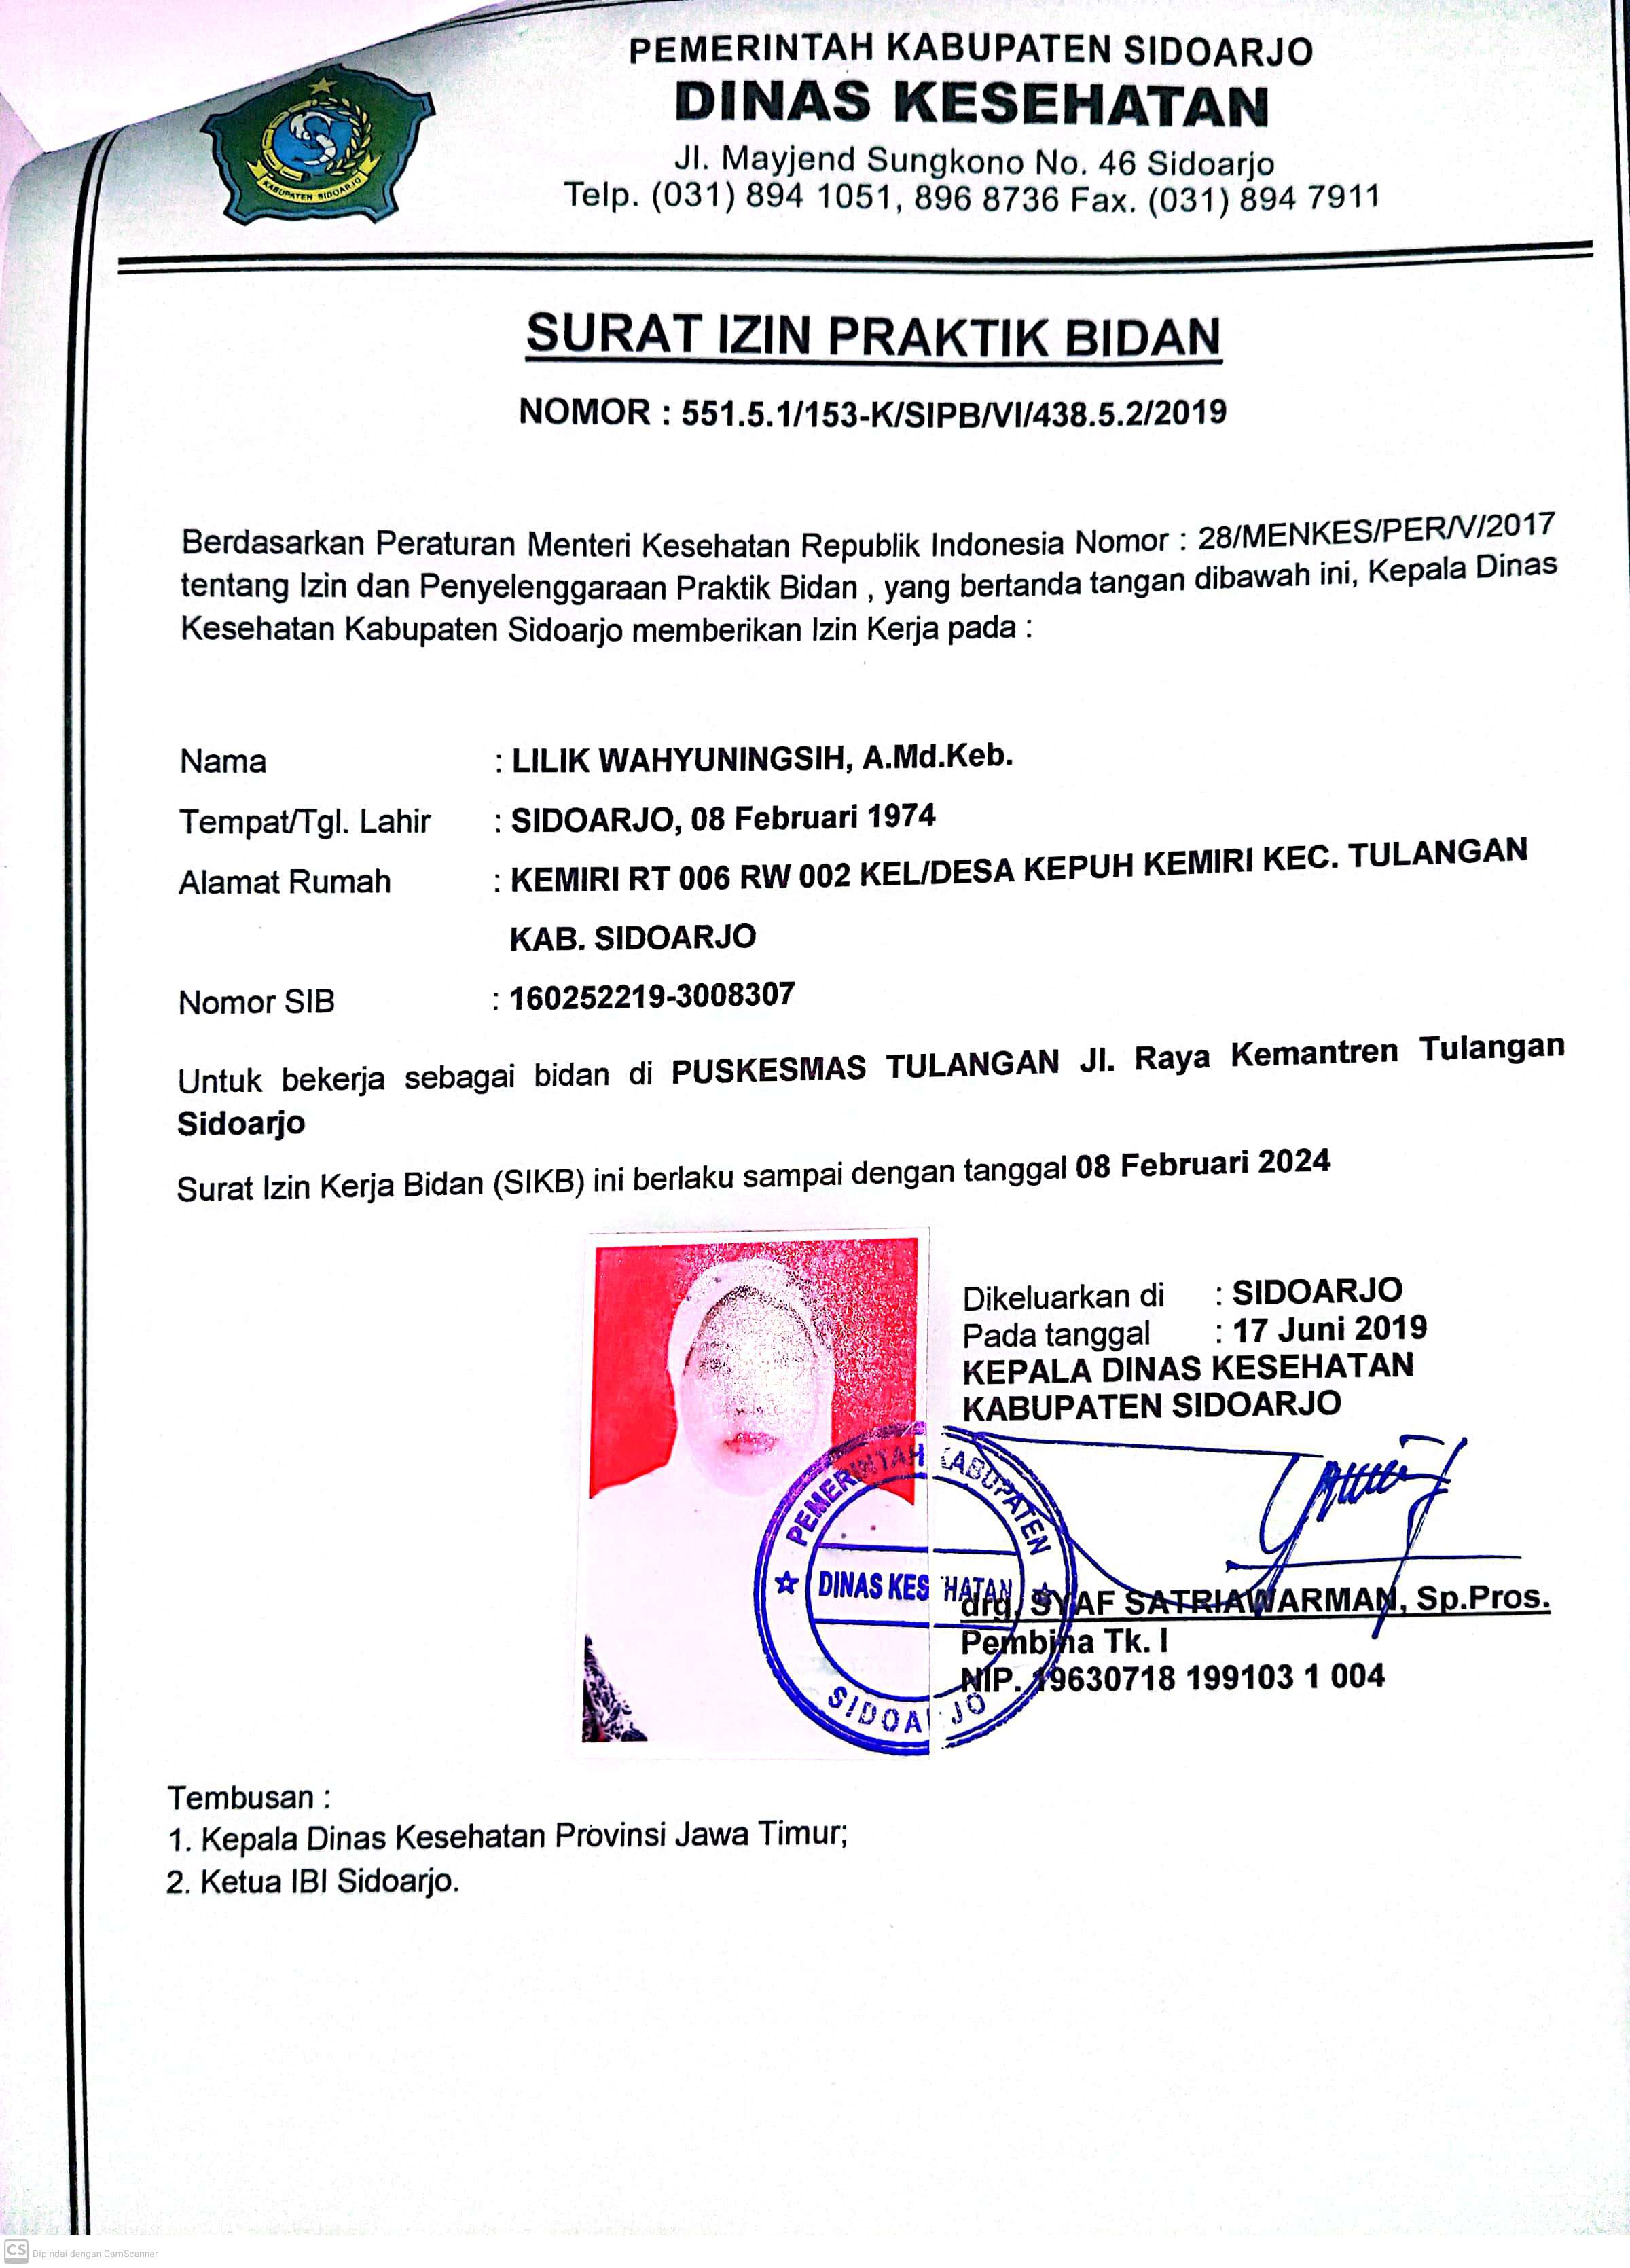 PEMERINTAH KABUPATEN SIDOARJO
DINAS KESEHATAN
Jl. Mayjend Sungkono No. 46 Sidoarjo
Telp. (031) 894 1051, 896 8736 Fax. (031) 894 7911
KABUPATEN SIDOARJO
SURAT IZIN PRAKTIK BIDAN
NOMOR : 551.5.1/153-K/SIPB/VI/438.5.2/2019
Berdasarkan Peraturan Menteri Kesehatan Republik Indonesia Nomor : 28/MENKES/PER/V/2017
tentang Izin dan Penyelenggaraan Praktik Bidan , yang bertanda tangan dibawah ini, Kepala Dinas
Kesehatan Kabupaten Sidoarjo memberikan Izin Kerja pada :
Nama : LILIK WAHYUNINGSIH, A.Md.Keb.
Tempat/Tgl. Lahir : SIDOARJO, 08 Februari 1974
Alamat Rumah : KEMIRI RT 006 RW 002 KEL/DESA KEPUH KEMIRI KEC. TULANGAN
KAB. SIDOARJO
Nomor SIB : 160252219-3008307
Untuk bekerja sebagai bidan di PUSKESMAS TULANGAN Jl. Raya Kemantren Tulangan
Sidoarjo
Surat Izin Kerja Bidan (SIKB) ini berlaku sampai dengan tanggal 08 Februari 2024
Dikeluarkan di : SIDOARJO
Pada tanggal : 17 Juni 2019
KEPALA DINAS KESEHATAN
KABUPATEN SIDOARJO
PEMERINTAH KABUPATEN
DINAS KESEHATAN
SIDOARJO
drg. SYAF SATRIAWARMAN, Sp.Pros.
Pembina Tk. I
NIP. 19630718 199103 1 004
Tembusan :
1. Kepala Dinas Kesehatan Provinsi Jawa Timur;
2. Ketua IBI Sidoarjo.
CS Dipindai dengan CamScanner